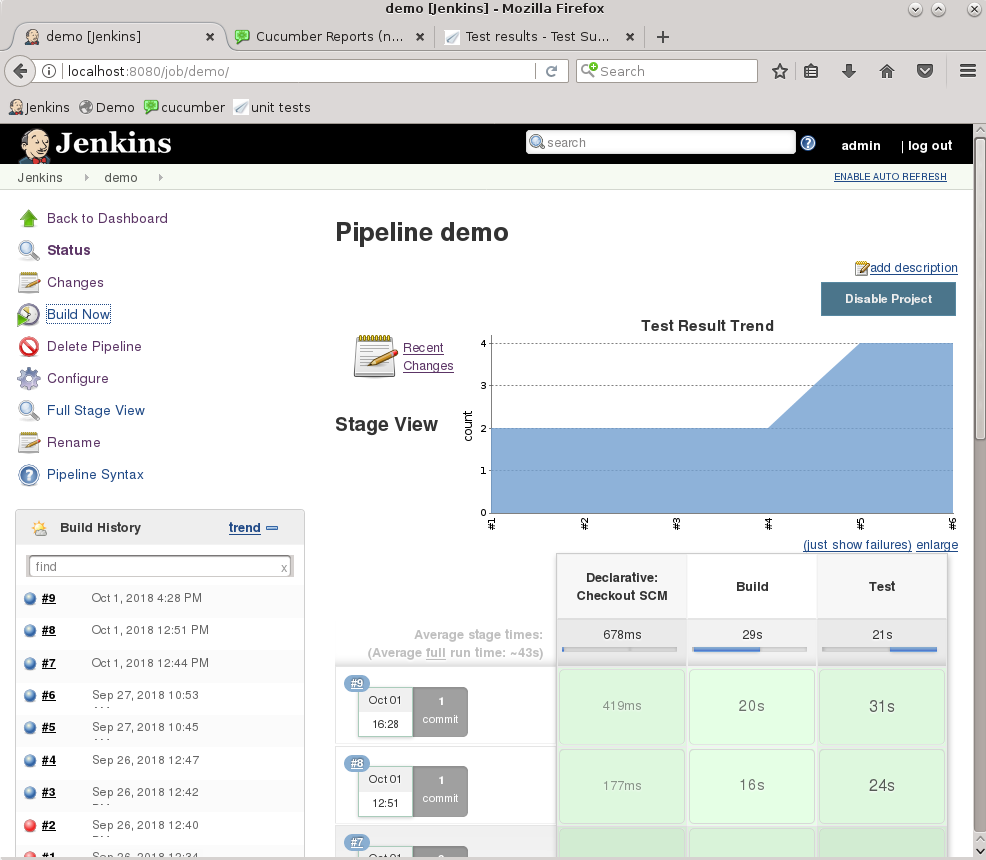 demo [Jenkins] - Mozilla Firefox
demo [Jenkins]
Cucumber Reports (n...
Test results - Test Su...
localhost:8080/job/demo/
Search
Jenkins
Demo
cucumber
unit tests
Jenkins
search
admin
| log out
Jenkins
demo
ENABLE AUTO REFRESH
Back to Dashboard
Status
Changes
Build Now
Delete Pipeline
Configure
Full Stage View
Rename
Pipeline Syntax
Build History
trend
find
x
#9 Oct 1, 2018 4:28 PM
#8 Oct 1, 2018 12:51 PM
#7 Oct 1, 2018 12:44 PM
#6 Sep 27, 2018 10:53
#5 Sep 27, 2018 10:45
#4 Sep 26, 2018 12:47
#3 Sep 26, 2018 12:42
#2 Sep 26, 2018 12:40
#1 Sep 26, 2018 12:34
Pipeline demo
add description
Disable Project
Recent
Changes
Test Result Trend
count
4
3
2
1
0
#1 #2 #3 #4 #5 #6
(just show failures) enlarge
Stage View
Declarative:
Checkout SCM
Build
Test
Average stage times:
(Average full run time: ~43s)
678ms
29s
21s
#9
Oct 01
16:28
1
commit
419ms
20s
31s
#8
Oct 01
12:51
1
commit
177ms
16s
24s
#7
Oct 01